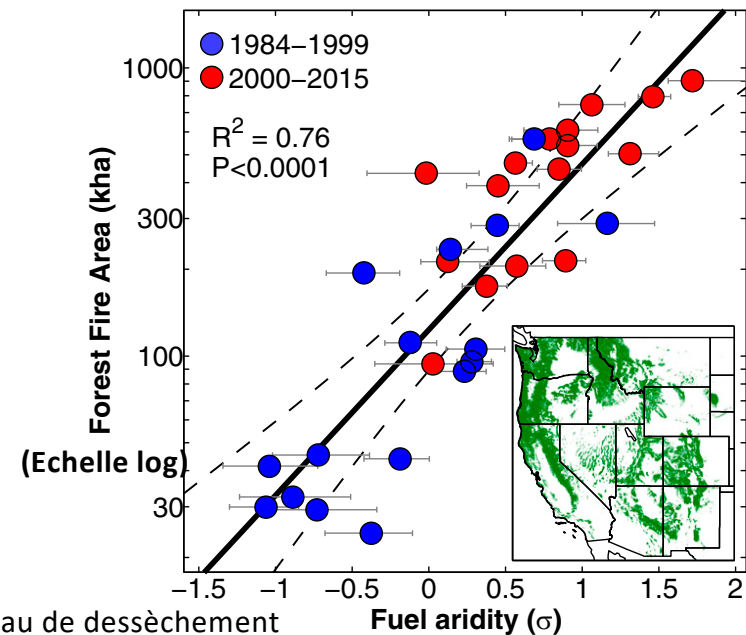 1984−1999
2000−2015
R2 = 0.76
P<0.0001
Forest Fire Area (kha)
(Echelle log)
1000
300
100
30
−1.5 −1 −0.5 0 0.5 1 1.5 2
au de dessèchement
Fuel aridity (σ)